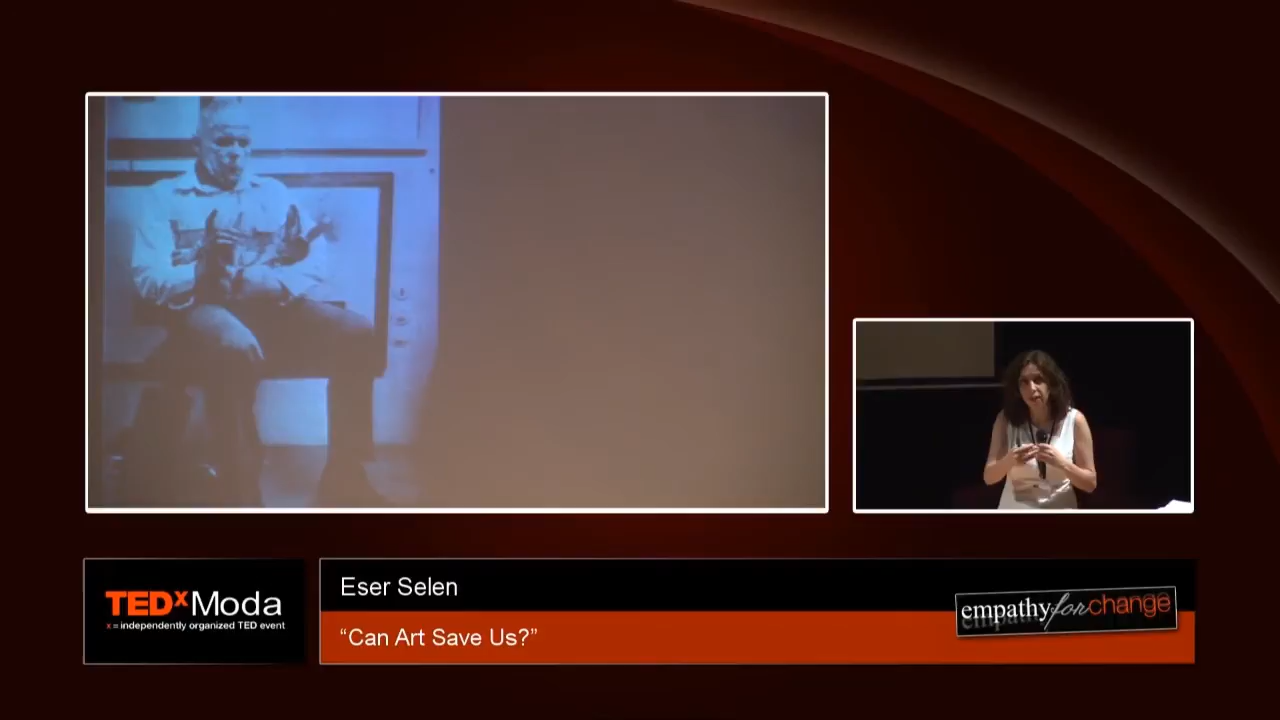 TEDxModa
x = independently organized TED event
Eser Selen
“Can Art Save Us?”
empathy for change